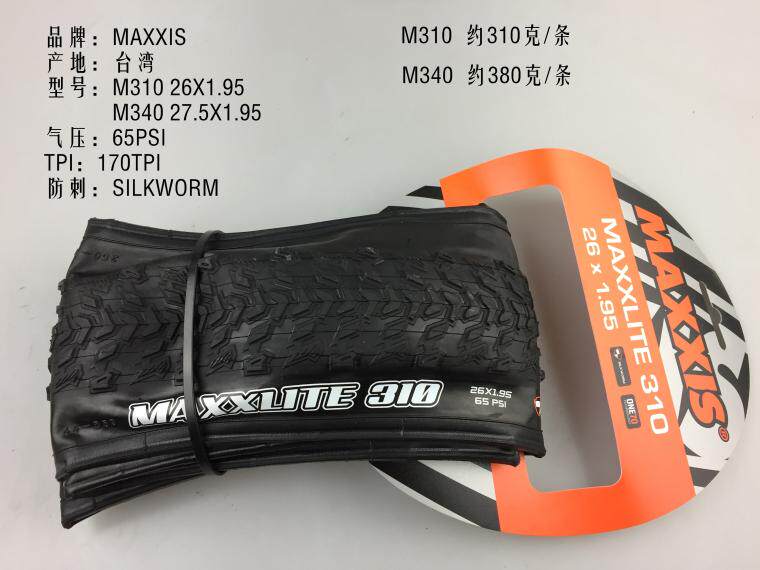 品牌：MAXXIS
产地：台湾
型号：M310 26X1.95
M340 27.5X1.95
气压：65PSI
TPI：170TPI
防刺：SILKWORM
M310 约310克/条
M340 约380克/条
MAXXIS®
MAXXLITE 310
26 x 1.95
SILKWORM
ONE70
MAXXLITE 310
26X1.95
65 PSI